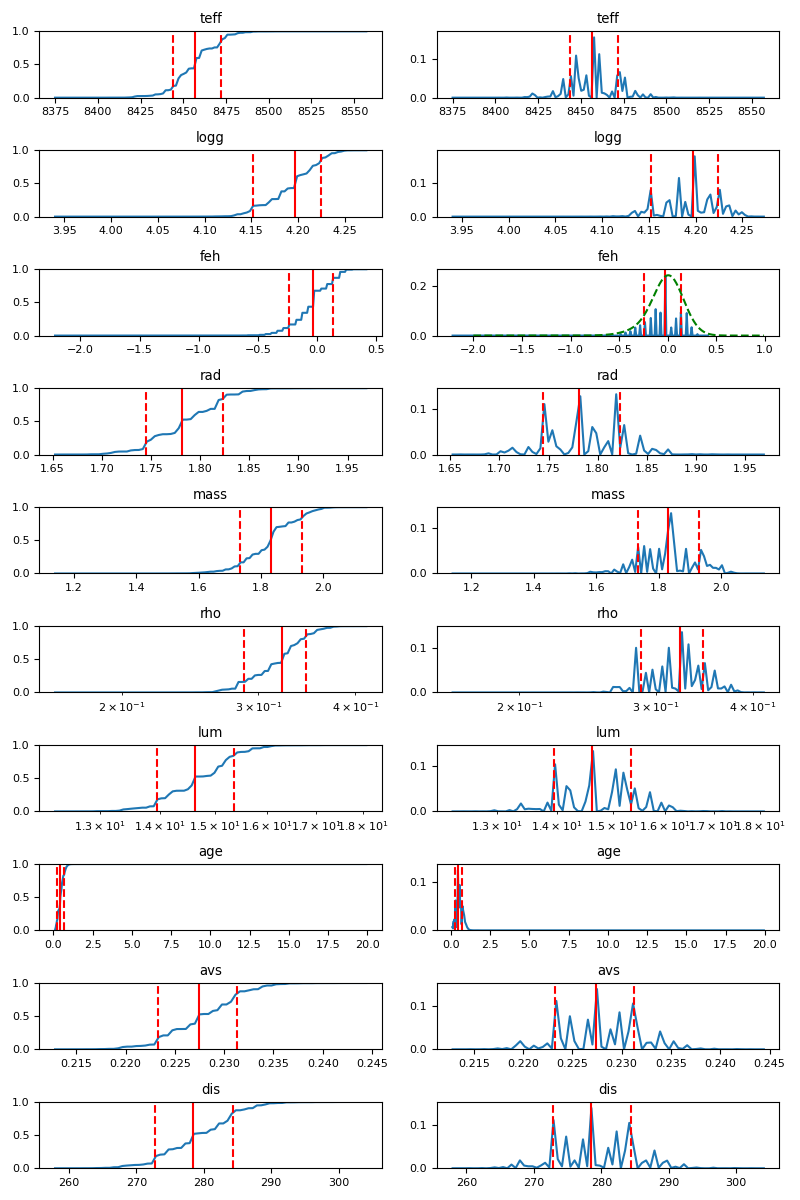 teff teff
1.0
0.5
0.0
0.1
0.0
8375 8400 8425 8450 8475 8500 8525 8550 8375 8400 8425 8450 8475 8500 8525 8550
logg logg
1.0
0.5
0.0
0.1
0.0
3.95 4.00 4.05 4.10 4.15 4.20 4.25 3.95 4.00 4.05 4.10 4.15 4.20 4.25
feh feh
1.0
0.5
0.0
0.2
0.0
−2.0 −1.5 −1.0 −0.5 0.0 0.5 −2.0 −1.5 −1.0 −0.5 0.0 0.5 1.0
rad rad
1.0
0.5
0.0
0.1
0.0
1.65 1.70 1.75 1.80 1.85 1.90 1.95 1.65 1.70 1.75 1.80 1.85 1.90 1.95
mass mass
1.0
0.5
0.0
0.1
0.0
1.2 1.4 1.6 1.8 2.0 1.2 1.4 1.6 1.8 2.0
rho rho
1.0
0.5
0.0
0.1
0.0
2 × 10⁻¹ 3 × 10⁻¹ 4 × 10⁻¹ 2 × 10⁻¹ 3 × 10⁻¹ 4 × 10⁻¹
lum lum
1.0
0.5
0.0
0.1
0.0
1.3 × 10¹ 1.4 × 10¹ 1.5 × 10¹ 1.6 × 10¹ 1.7 × 10¹ 1.8 × 10¹ 1.3 × 10¹ 1.4 × 10¹ 1.5 × 10¹ 1.6 × 10¹ 1.7 × 10¹ 1.8 × 10¹
age age
1.0
0.5
0.0
0.1
0.0
0.0 2.5 5.0 7.5 10.0 12.5 15.0 17.5 20.0 0.0 2.5 5.0 7.5 10.0 12.5 15.0 17.5 20.0
avs avs
1.0
0.5
0.0
0.1
0.0
0.215 0.220 0.225 0.230 0.235 0.240 0.245 0.215 0.220 0.225 0.230 0.235 0.240 0.245
dis dis
1.0
0.5
0.0
0.1
0.0
260 270 280 290 300 260 270 280 290 300